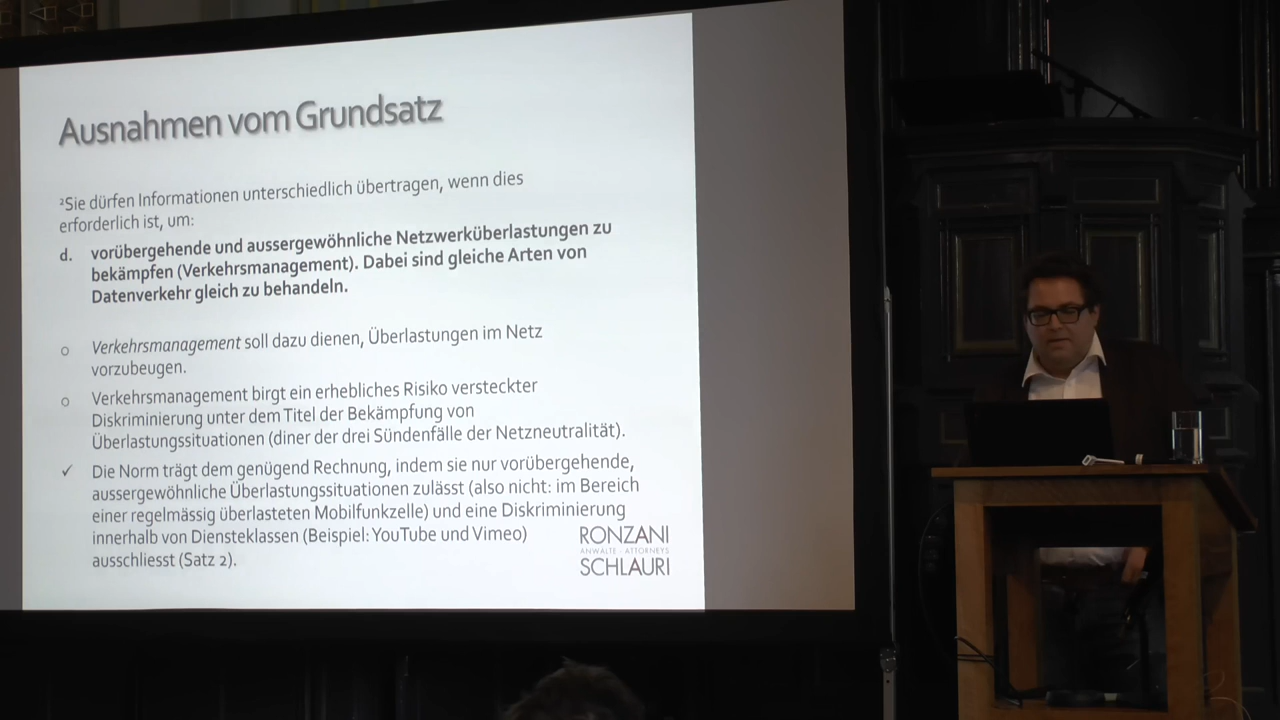 Ausnahmen vom Grundsatz
²Sie dürfen Informationen unterschiedlich übertragen, wenn dies
erforderlich ist, um:
d. vorübergehende und aussergewöhnliche Netzwerküberlastungen zu
bekämpfen (Verkehrsmanagement). Dabei sind gleiche Arten von
Datenverkehr gleich zu behandeln.
o Verkehrsmanagement soll dazu dienen, Überlastungen im Netz
vorzubeugen.
o Verkehrsmanagement birgt ein erhebliches Risiko versteckter
Diskriminierung unter dem Titel der Bekämpfung von
Überlastungssituationen (diner der drei Sündenfälle der Netzneutralität).
✓ Die Norm trägt dem genügend Rechnung, indem sie nur vorübergehende,
aussergewöhnliche Überlastungssituationen zulässt (also nicht: im Bereich
einer regelmässig überlasteten Mobilfunkzelle) und eine Diskriminierung
innerhalb von Diensteklassen (Beispiel: YouTube und Vimeo)
ausschliesst (Satz 2).
RONZANI
ANWÄLTE · ATTORNEYS
SCHLAURI